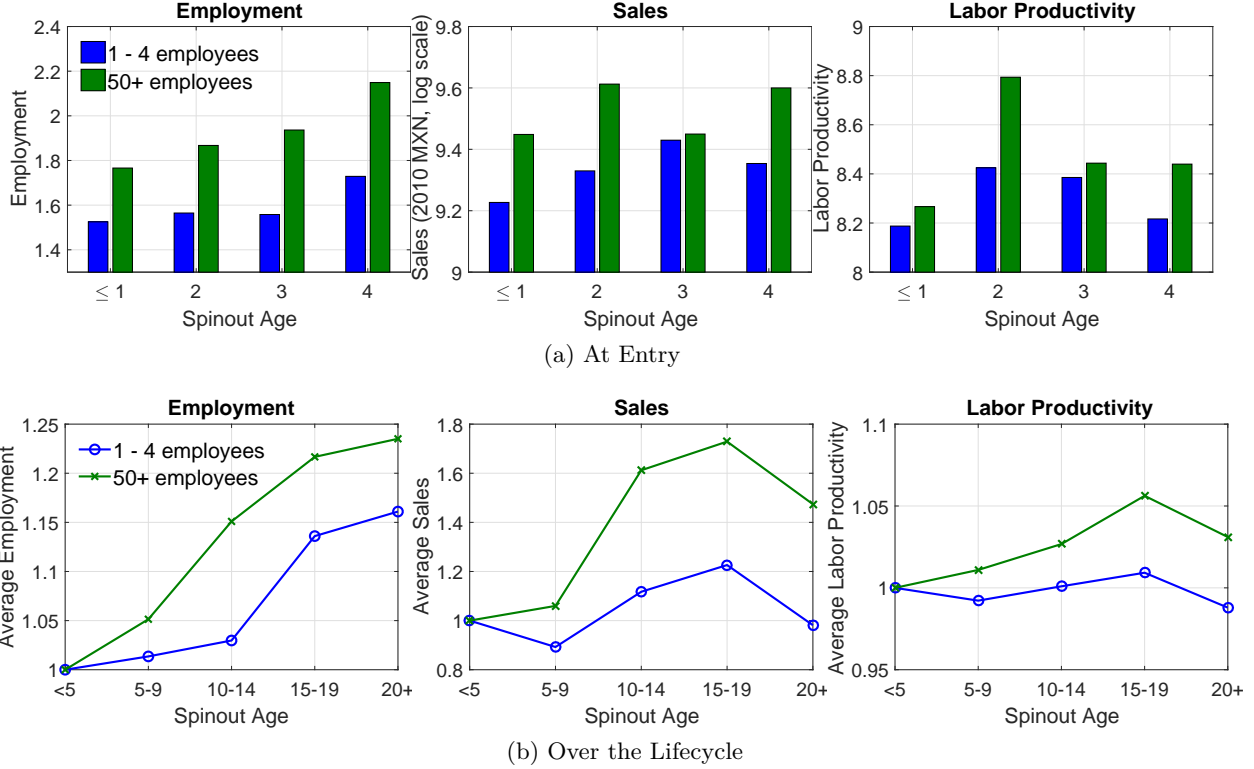 Employment
2.4
2.2
2
1.8
1.6
1.4
Employment
1 - 4 employees
50+ employees
≤ 1 2 3 4
Spinout Age
Sales
9.8
9.6
9.4
9.2
9
Sales (2010 MXN, log scale)
≤ 1 2 3 4
Spinout Age
Labor Productivity
9
8.8
8.6
8.4
8.2
8
Labor Productivity
≤ 1 2 3 4
Spinout Age
(a) At Entry
Employment
1.25
1.2
1.15
1.1
1.05
1
Average Employment
1 - 4 employees
50+ employees
<5 5-9 10-14 15-19 20+
Spinout Age
Sales
1.8
1.6
1.4
1.2
1
0.8
Average Sales
<5 5-9 10-14 15-19 20+
Spinout Age
Labor Productivity
1.1
1.05
1
0.95
Average Labor Productivity
<5 5-9 10-14 15-19 20+
Spinout Age
(b) Over the Lifecycle